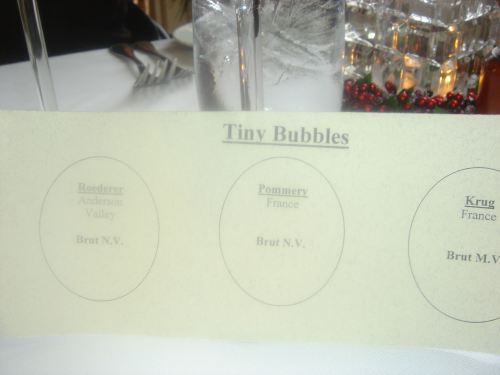 Tiny Bubbles
Roederer
Anderson
Valley
Brut N.V.
Pommery
France
Brut N.V.
Krug
France
Brut M.V